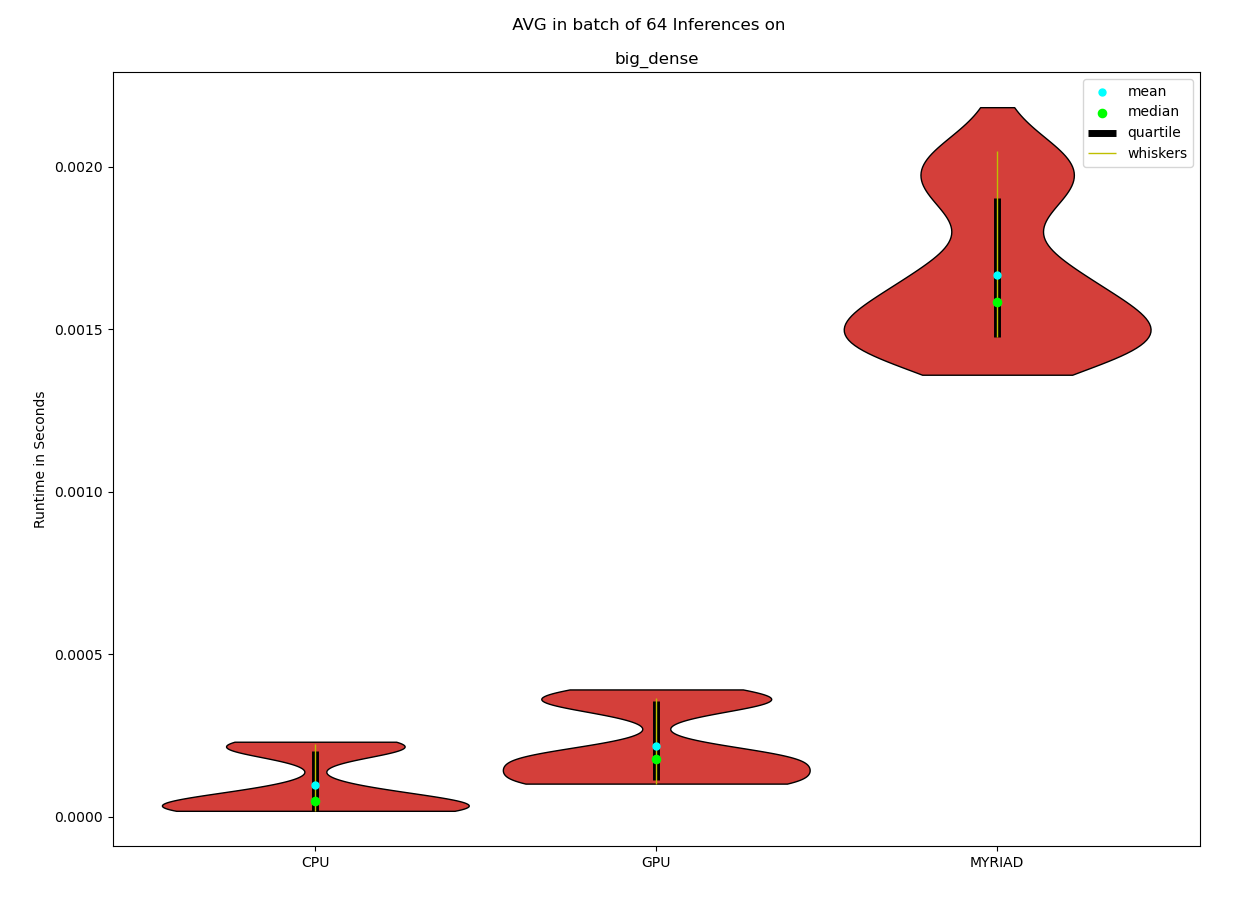 AVG in batch of 64 Inferences on
big_dense
mean
median
quartile
whiskers
0.0020
0.0015
0.0010
0.0005
0.0000
Runtime in Seconds
CPU
GPU
MYRIAD